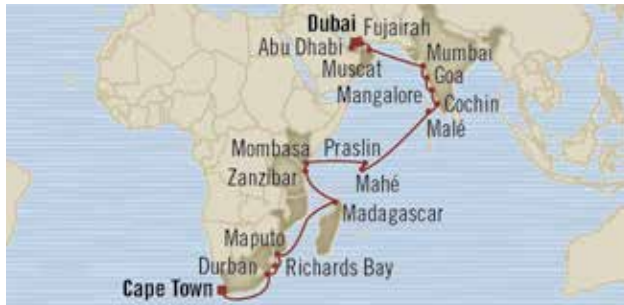 Dubai
Fujairah
Abu Dhabi
Muscat
Mumbai
Goa
Mangalore
Cochin
Malé
Mombasa
Praslin
Zanzibar
Mahé
Madagascar
Maputo
Durban
Richards Bay
Cape Town